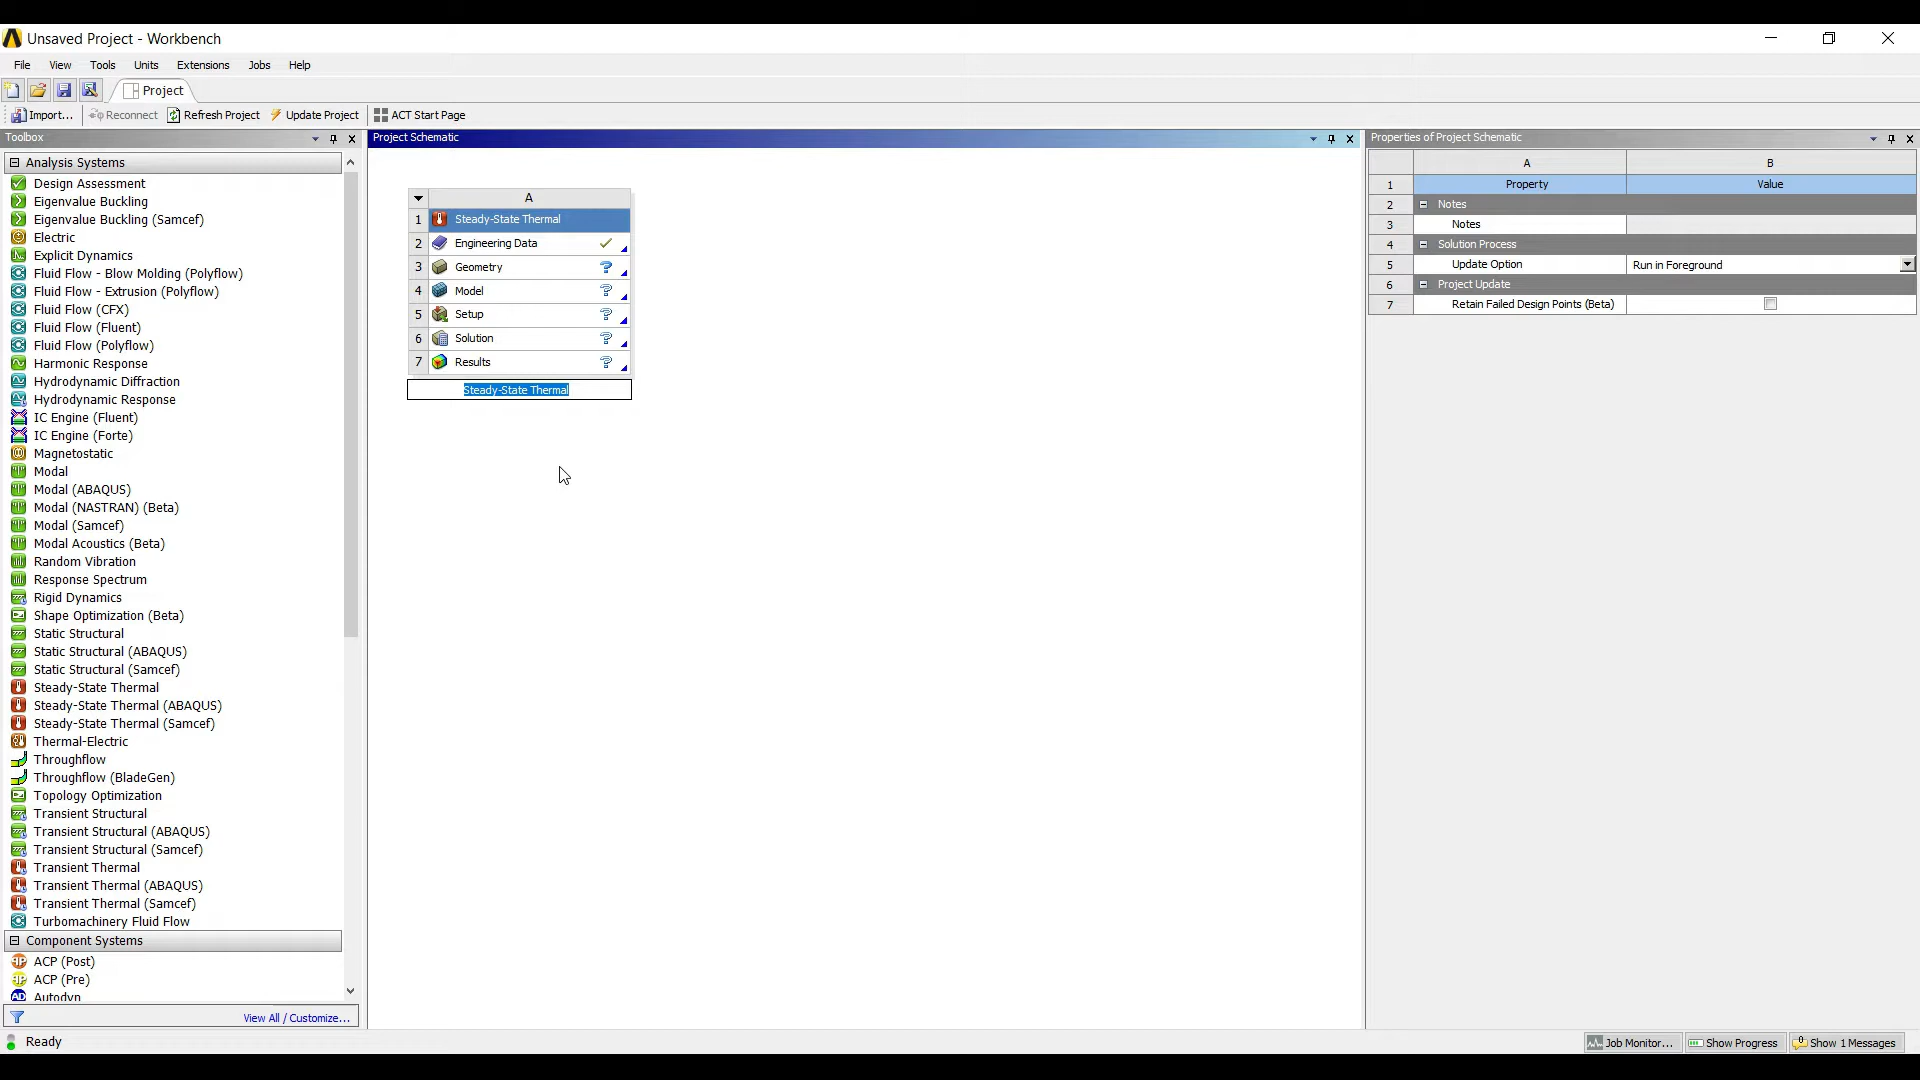 Unsaved Project - Workbench
File View Tools Units Extensions Jobs Help
Project
Import... Reconnect Refresh Project Update Project ACT Start Page
Toolbox
Analysis Systems
Design Assessment
Eigenvalue Buckling
Eigenvalue Buckling (Samcef)
Electric
Explicit Dynamics
Fluid Flow - Blow Molding (Polyflow)
Fluid Flow - Extrusion (Polyflow)
Fluid Flow (CFX)
Fluid Flow (Fluent)
Fluid Flow (Polyflow)
Harmonic Response
Hydrodynamic Diffraction
Hydrodynamic Response
IC Engine (Fluent)
IC Engine (Forte)
Magnetostatic
Modal
Modal (ABAQUS)
Modal (NASTRAN) (Beta)
Modal (Samcef)
Modal Acoustics (Beta)
Random Vibration
Response Spectrum
Rigid Dynamics
Shape Optimization (Beta)
Static Structural
Static Structural (ABAQUS)
Static Structural (Samcef)
Steady-State Thermal
Steady-State Thermal (ABAQUS)
Steady-State Thermal (Samcef)
Thermal-Electric
Throughflow
Throughflow (BladeGen)
Topology Optimization
Transient Structural
Transient Structural (ABAQUS)
Transient Structural (Samcef)
Transient Thermal
Transient Thermal (ABAQUS)
Transient Thermal (Samcef)
Turbomachinery Fluid Flow
Component Systems
ACP (Post)
ACP (Pre)
Autodyn
View All / Customize...
Project Schematic
A
1 Steady-State Thermal
2 Engineering Data
3 Geometry ?
4 Model ?
5 Setup ?
6 Solution ?
7 Results ?
Steady-State Thermal
Properties of Project Schematic
A B
1 Property Value
2 Notes
3 Notes
4 Solution Process
5 Update Option Run in Foreground
6 Project Update
7 Retain Failed Design Points (Beta)
Ready
Job Monitor... Show Progress Show 1 Messages